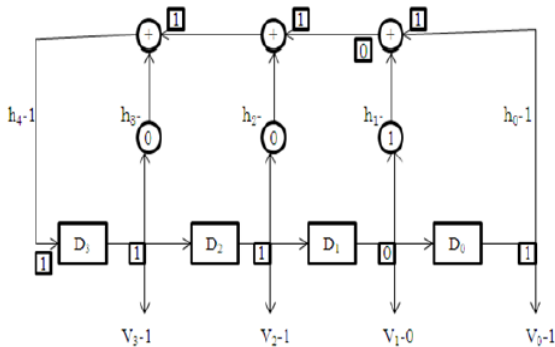 1 1 1
+ + +
0
h4-1 h3- h2- h1- h0-1
0 0 1
D3 D2 D1 D0
1 1 1 0 1
V3-1 V2-1 V1-0 V0-1